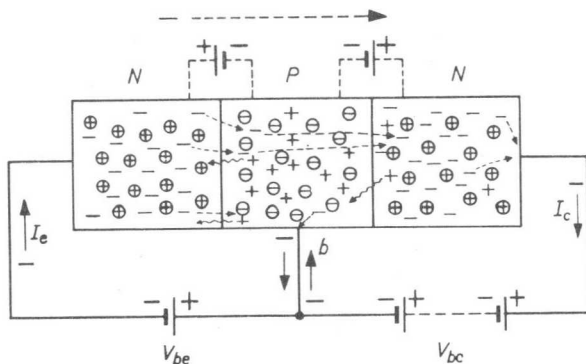 −
+ − + −
N P N
I_e − − b − − I_c
− + − + − +
V_be V_bc